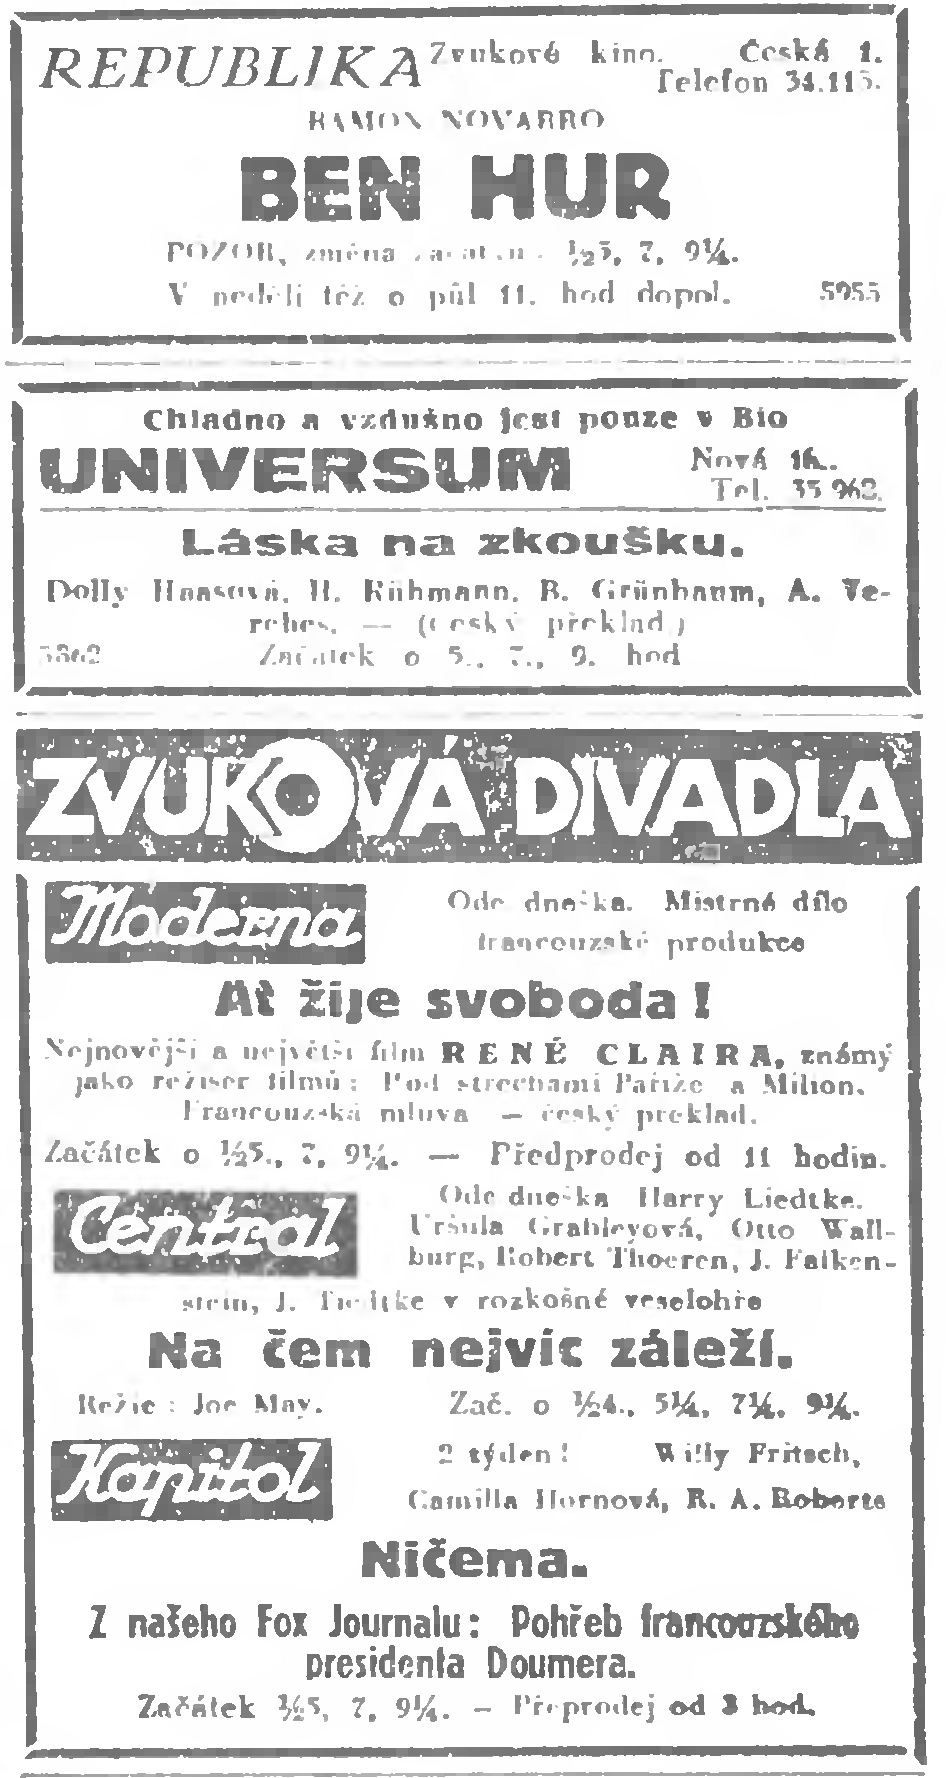 REPUBLIKA Zvukové kino. Česká 1.
Telefon 34.115.
RAMON NOVARRO
BEN HUR
POZOR, změna ½5, 7, 9¼.
V neděli též o půl 11. hod dopol. 5955
Chladno a vzdušno jest pouze v Bio
UNIVERSUM Nová 16..
Tel. 35 968.
Láska na zkoušku.
Dolly Haasová, H. Rühmann, B. Grünbaum, A. Ve-
rebes. — (český překlad)
5862 Začátek o 5., 7., 9. hod
ZVUKOVÁ DIVADLA
Moderna Ode dneška. Mistrné dílo
francouzské produkce
Ať žije svoboda!
Nejnovější a největší film RENÉ CLAIRA, známý
jako režisér filmů: Pod střechami Paříže a Milion.
Francouzská mluva — český překlad.
Začátek o ½5., 7, 9¼. — Předprodej od 11 hodin.
Central Ode dneška Harry Liedtke.
Uršula Grableyová, Otto Wall-
burg, Robert Thoeren, J. Falken-
stein, J. Tiedtke v rozkošné veselohře
Na čem nejvíc záleží.
Režie: Joe May. Zač. o ½4., 5¼, 7¼, 9¼.
Kapitol 2 týden! Willy Fritsch,
Camilla Hornová, R. A. Roberts
Ničema.
Z našeho Fox Journalu: Pohřeb francouzského
presidenta Doumera.
Začátek ½5, 7, 9¼. — Přeprodej od 3 hod.